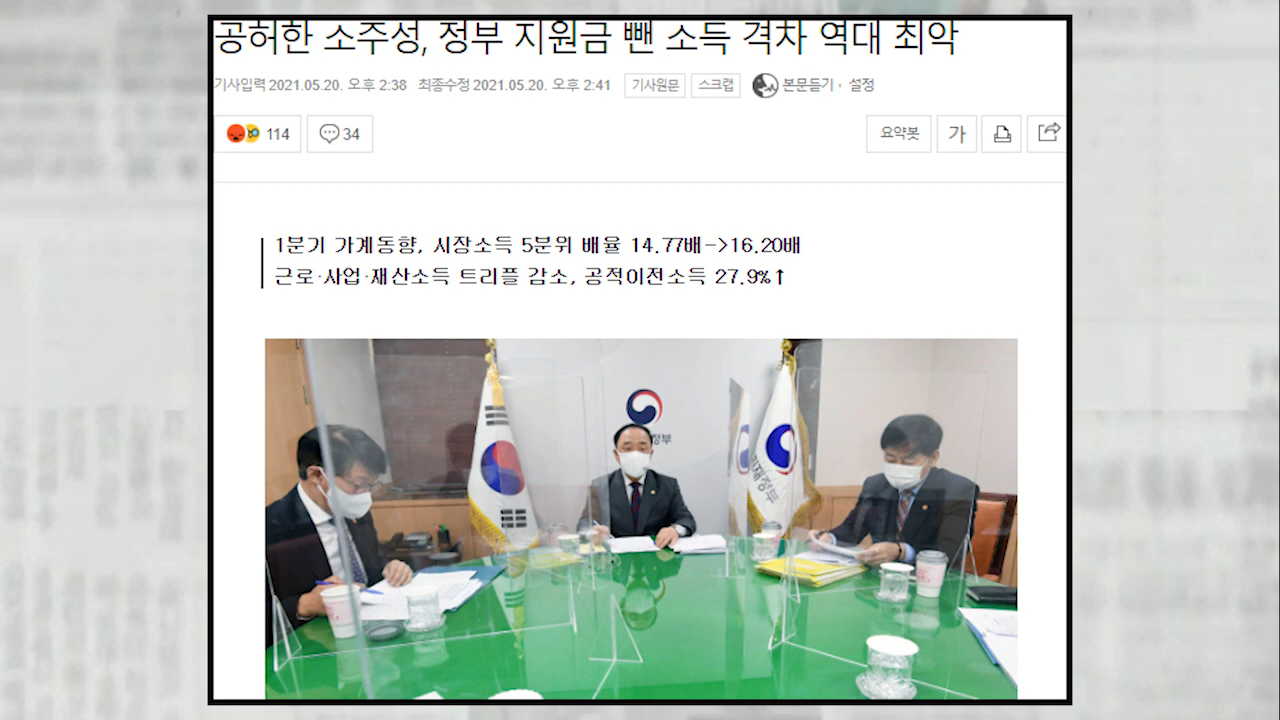 공허한 소주성, 정부 지원금 뺀 소득 격차 역대 최악
기사입력 2021.05.20. 오후 2:38 최종수정 2021.05.20. 오후 2:41 기사원문 스크랩 본문듣기 · 설정
114 34 요약봇 가
1분기 가계동향, 시장소득 5분위 배율 14.77배->16.20배
근로·사업·재산소득 트리플 감소, 공적이전소득 27.9%↑
정부
재정부